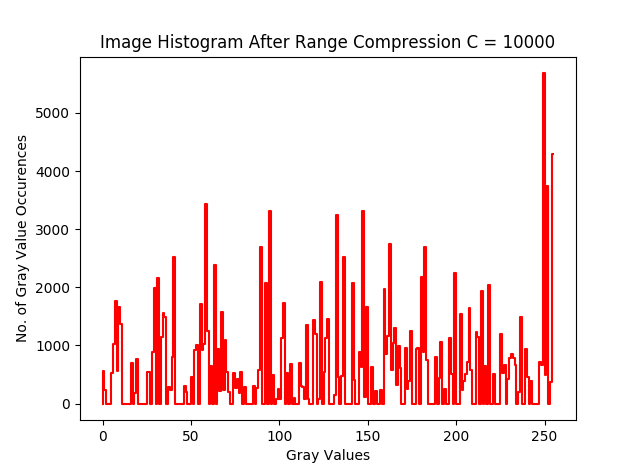 Image Histogram After Range Compression C = 10000
No. of Gray Value Occurences
5000
4000
3000
2000
1000
0
0 50 100 150 200 250
Gray Values